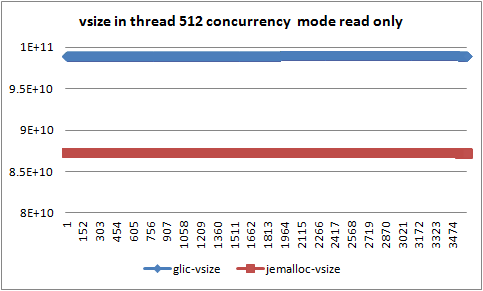 vsize in thread 512 concurrency mode read only
1E+11
9.5E+10
9E+10
8.5E+10
8E+10
1 152 303 454 605 756 907 1058 1209 1360 1511 1662 1813 1964 2115 2266 2417 2568 2719 2870 3021 3172 3323 3474
glic-vsize jemalloc-vsize